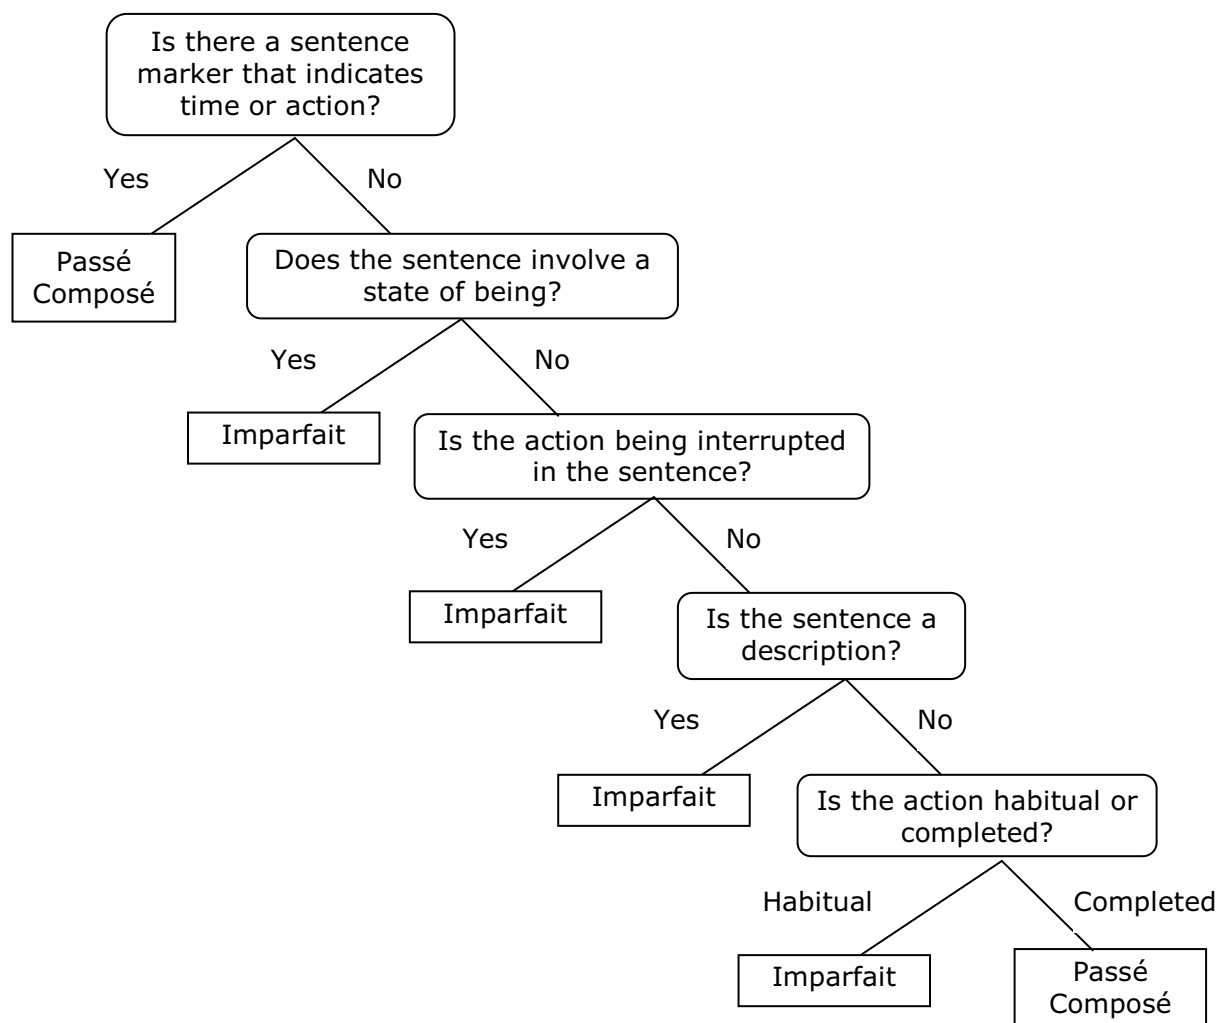 Is there a sentence
marker that indicates
time or action?
Yes
No
Passé
Composé
Does the sentence involve a
state of being?
Yes
No
Imparfait
Is the action being interrupted
in the sentence?
Yes
No
Imparfait
Is the sentence a
description?
Yes
No
Imparfait
Is the action habitual or
completed?
Habitual
Completed
Imparfait
Passé
Composé